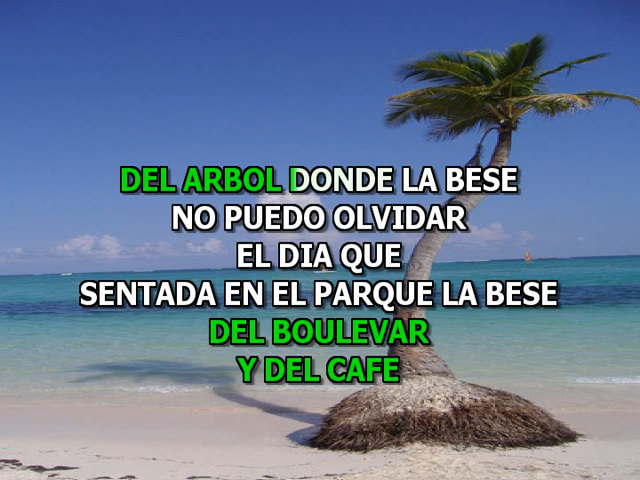 DEL ARBOL DONDE LA BESE
NO PUEDO OLVIDAR
EL DIA QUE
SENTADA EN EL PARQUE LA BESE
DEL BOULEVAR
Y DEL CAFE